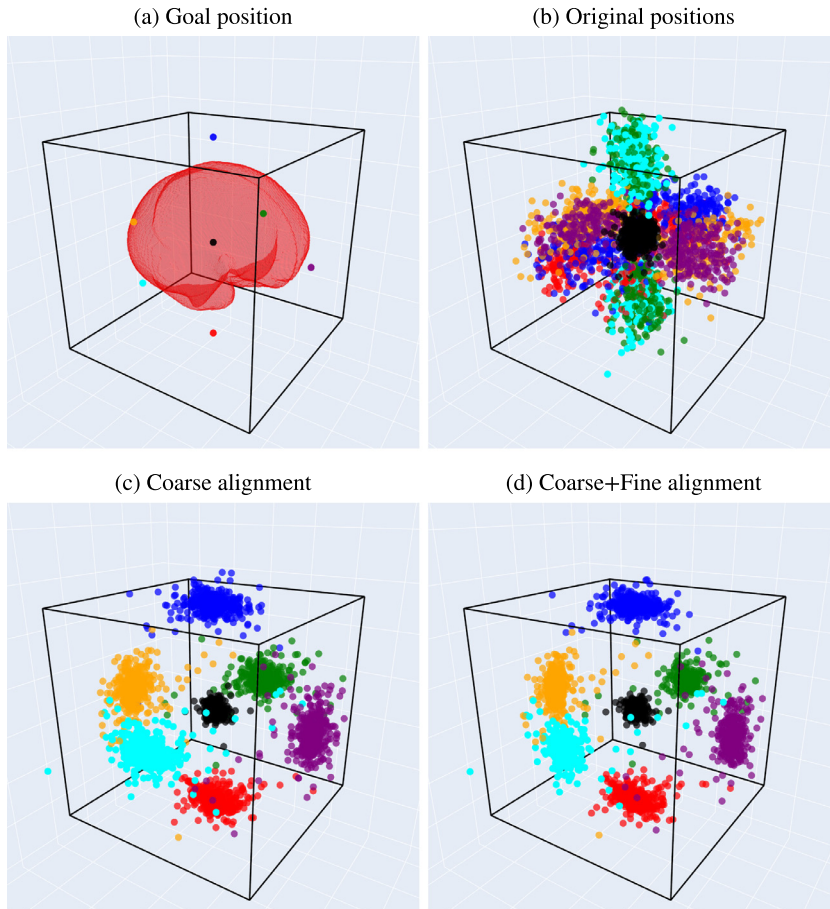 (a) Goal position
(b) Original positions
(c) Coarse alignment
(d) Coarse+Fine alignment